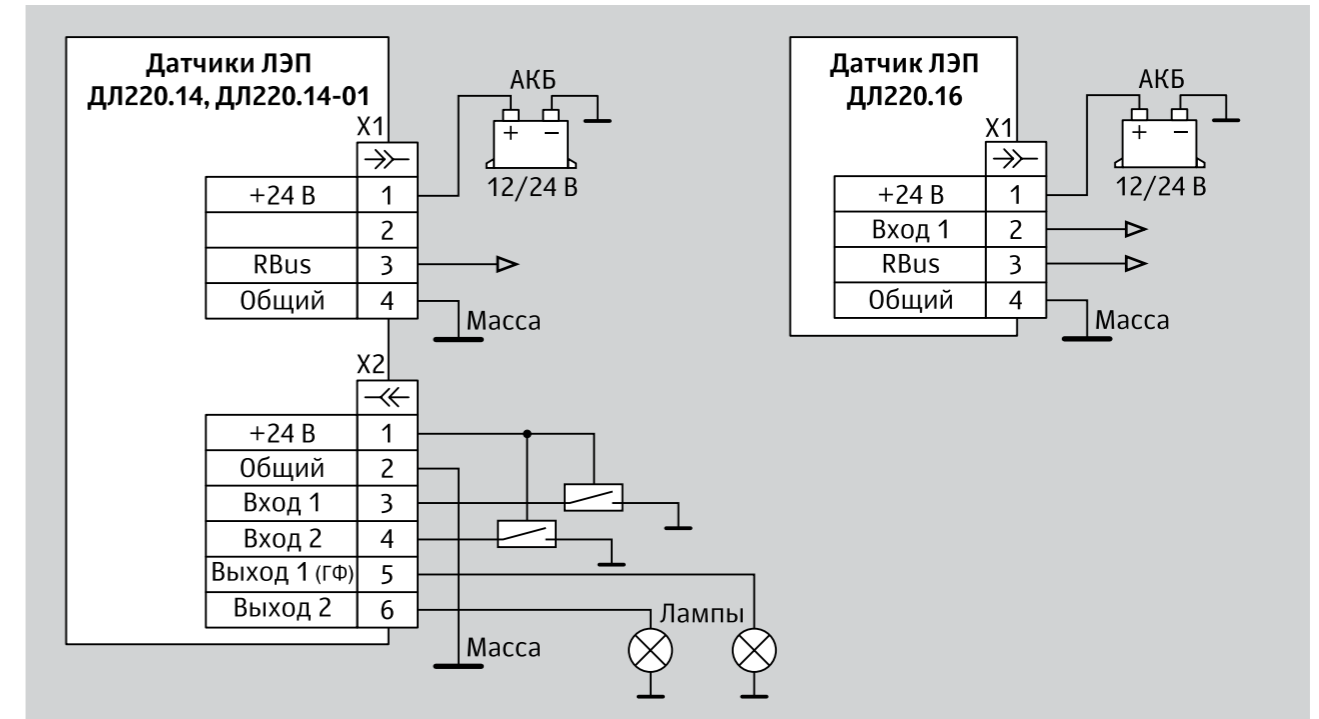 Датчики ЛЭП
ДЛ220.14, ДЛ220.14-01
X1
АКБ
+ –
12/24 В
+24 В 1
2
RBus 3
Общий 4
Масса
X2
+24 В 1
Общий 2
Вход 1 3
Вход 2 4
Выход 1 (ГФ) 5
Выход 2 6
Масса
Лампы
Датчик ЛЭП
ДЛ220.16
X1
АКБ
+ –
12/24 В
+24 В 1
Вход 1 2
RBus 3
Общий 4
Масса